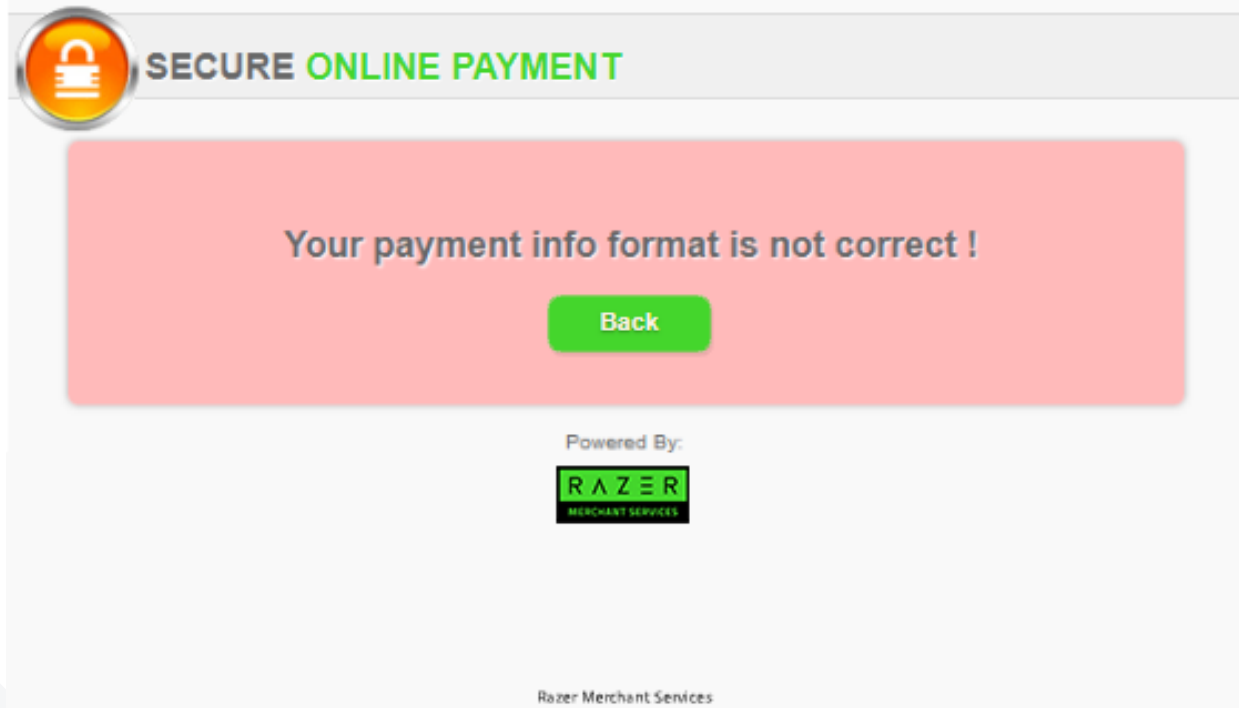 SECURE ONLINE PAYMENT
Your payment info format is not correct !
Back
Powered By:
RAZER
MERCHANT SERVICES
Razer Merchant Services